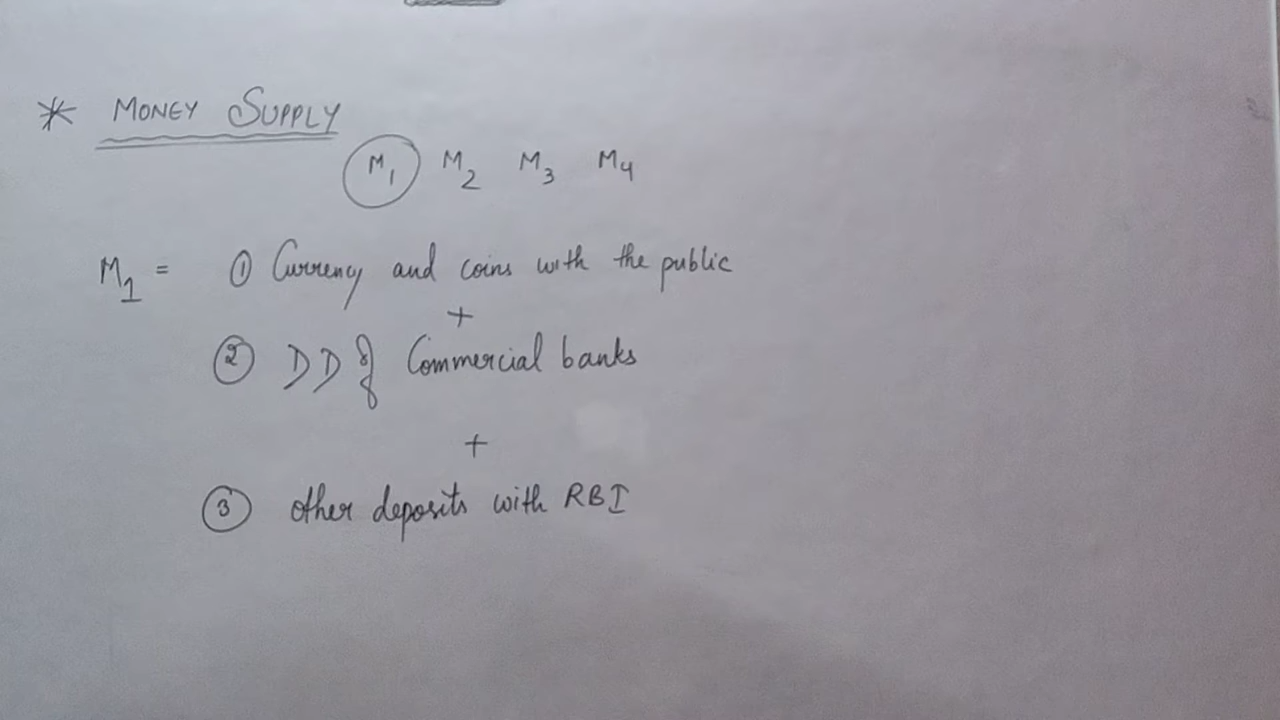 * MONEY SUPPLY
M1 M2 M3 M4
M1 = ① Currency and coins with the public
+
② DD of Commercial banks
+
③ other deposits with RBI